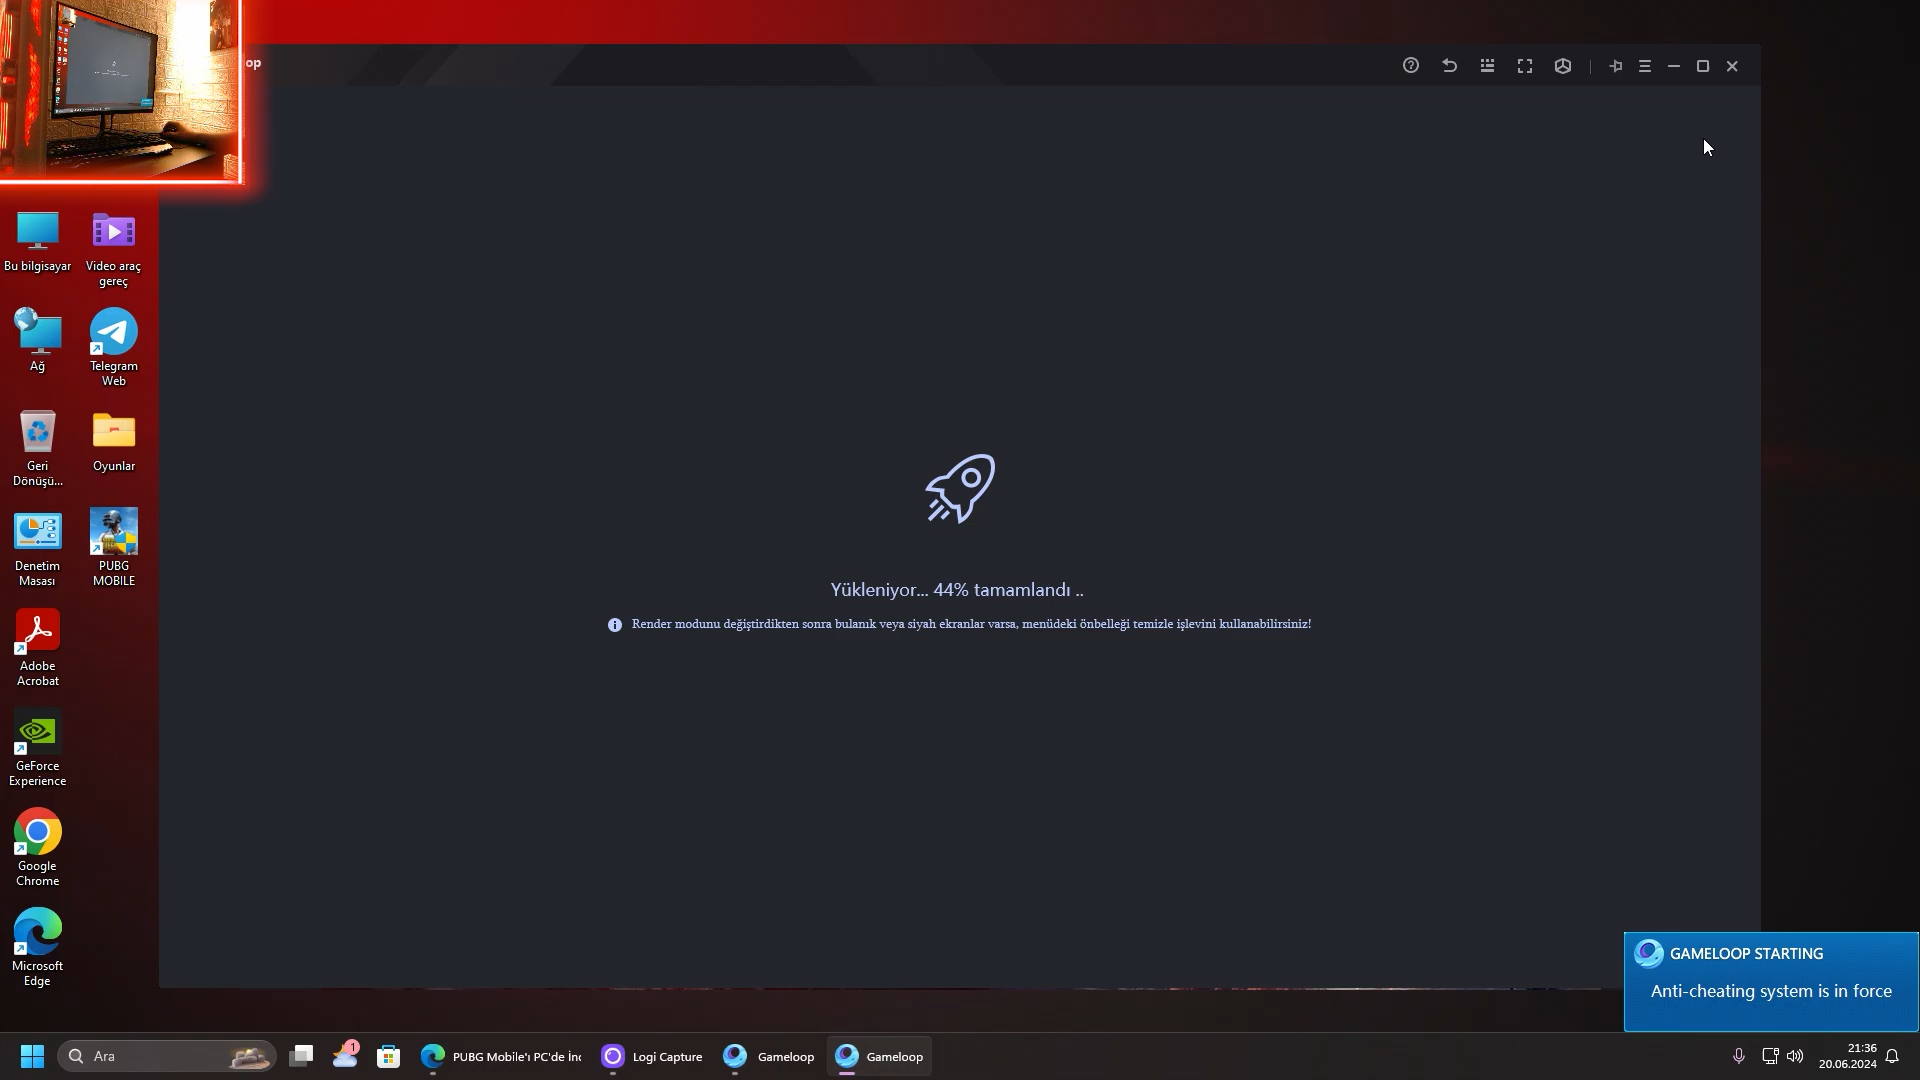 op
Bu bilgisayar
Video araç
gereç
Ağ
Telegram
Web
Geri
Dönüşü...
Oyunlar
Denetim
Masası
PUBG
MOBILE
Adobe
Acrobat
GeForce
Experience
Google
Chrome
Microsoft
Edge
Yükleniyor... 44% tamamlandı ..
Render modunu değiştirdikten sonra bulanık veya siyah ekranlar varsa, menüdeki önbelleği temizle işlevini kullanabilirsiniz!
GAMELOOP STARTING
Anti-cheating system is in force
Ara
1
PUBG Mobile'ı PC'de İnc
Logi Capture
Gameloop
Gameloop
21:36
20.06.2024